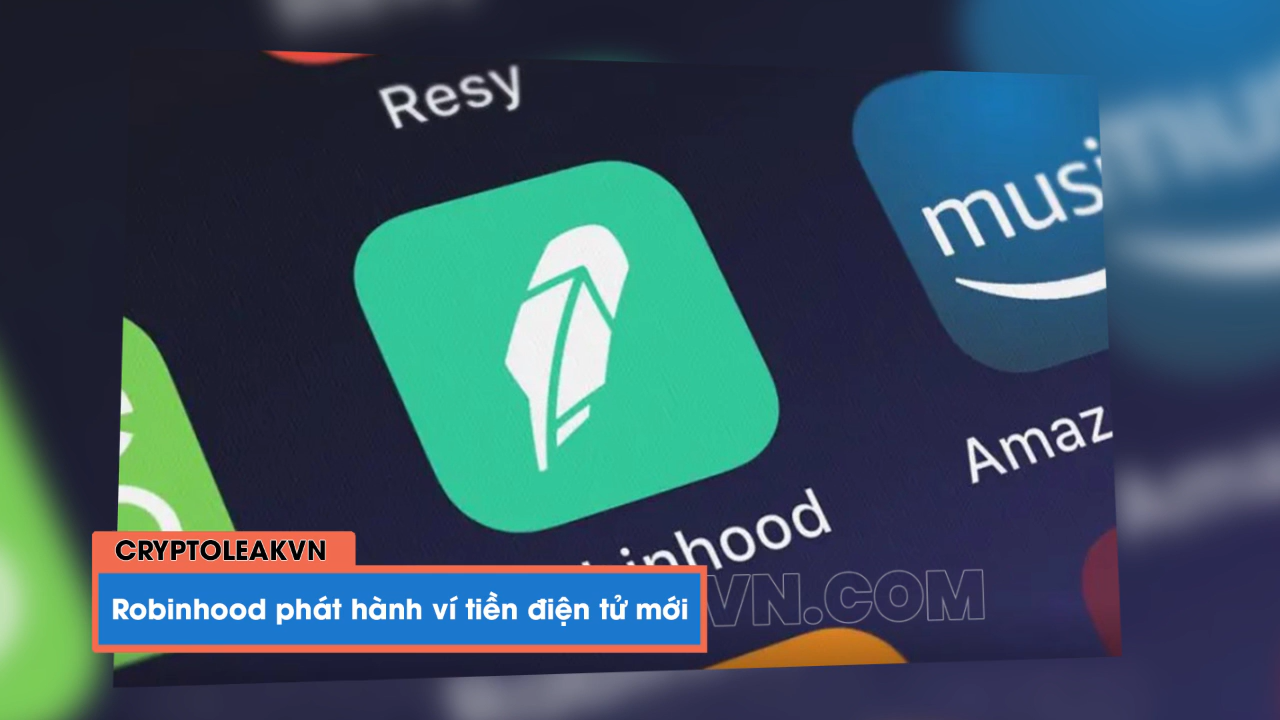 Resy
musi
Amaz
inhood
CRYPTOLEAKVN
VN.COM
Robinhood phát hành ví tiền điện tử mới